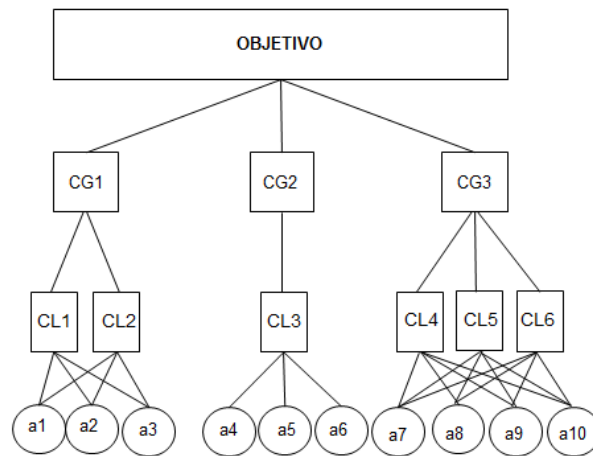 OBJETIVO
CG1 CG2 CG3
CL1 CL2 CL3 CL4 CL5 CL6
a1 a2 a3 a4 a5 a6 a7 a8 a9 a10